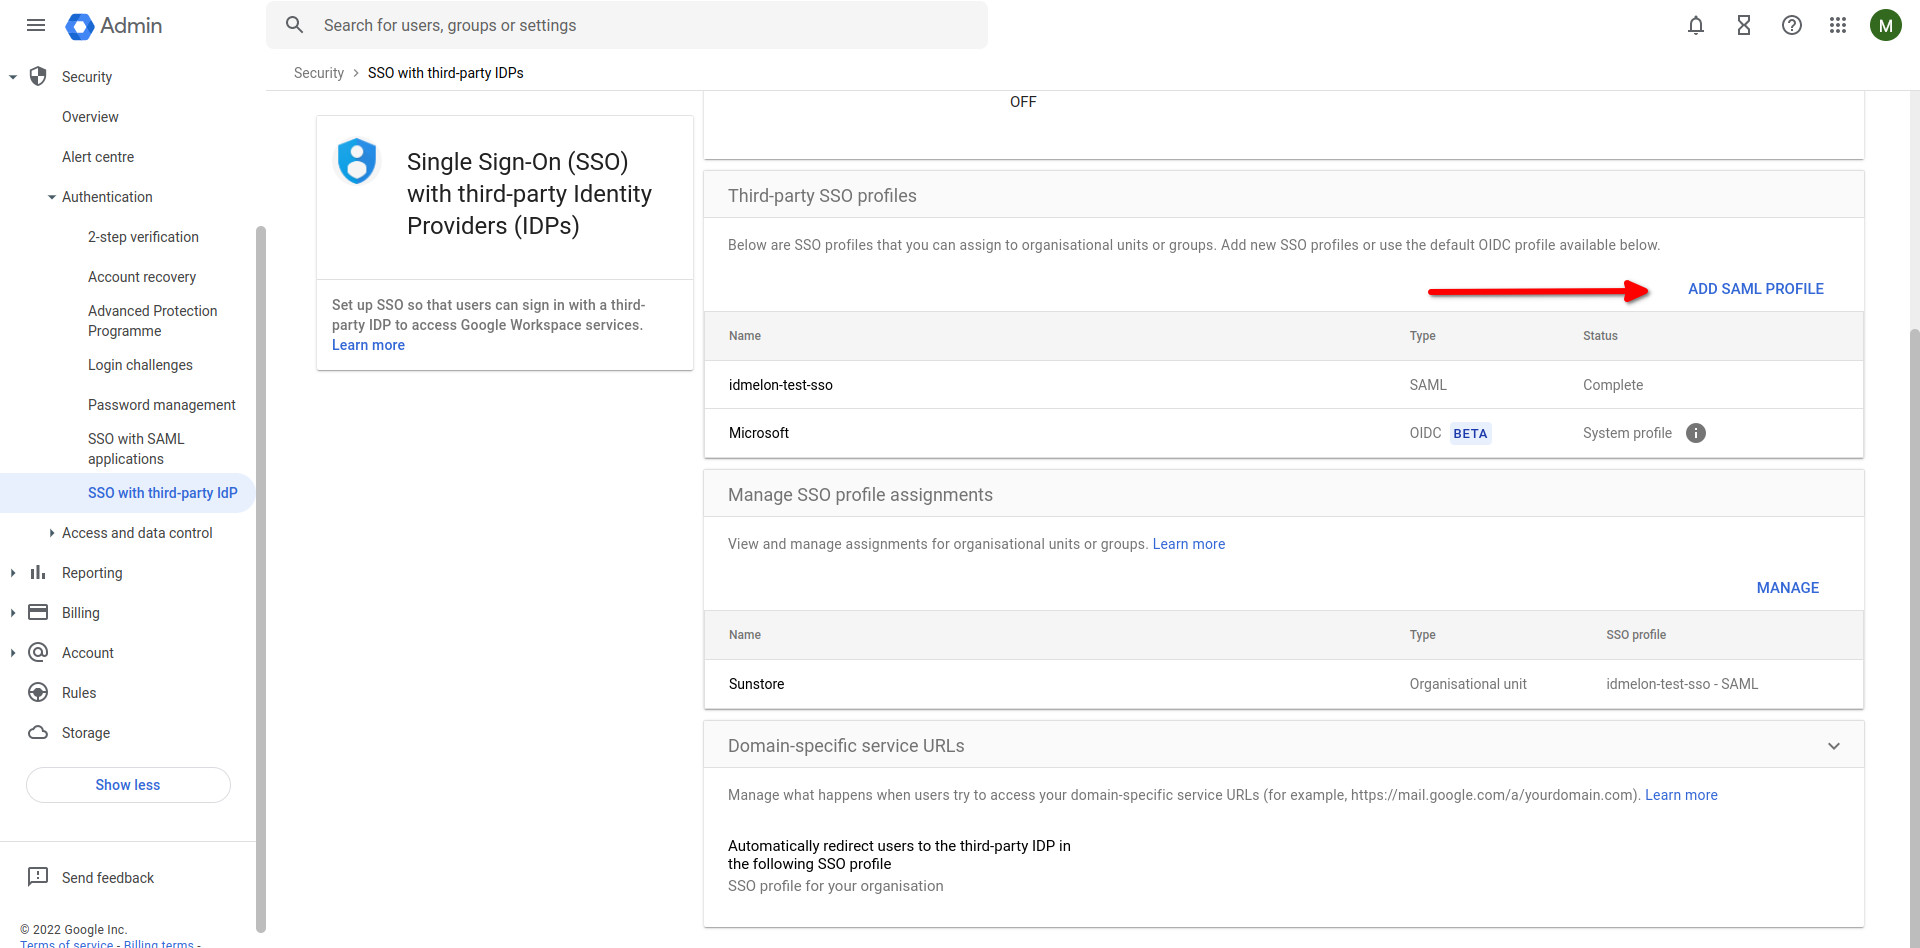 Admin
Search for users, groups or settings
M
Security
Overview
Alert centre
Authentication
2-step verification
Account recovery
Advanced Protection
Programme
Login challenges
Password management
SSO with SAML
applications
SSO with third-party IdP
Access and data control
Reporting
Billing
Account
Rules
Storage
Show less
Send feedback
© 2022 Google Inc.
Terms of service - Billing terms -
Security > SSO with third-party IDPs
Single Sign-On (SSO)
with third-party Identity
Providers (IDPs)
Set up SSO so that users can sign in with a third-
party IDP to access Google Workspace services.
Learn more
OFF
Third-party SSO profiles
Below are SSO profiles that you can assign to organisational units or groups. Add new SSO profiles or use the default OIDC profile available below.
ADD SAML PROFILE
Name Type Status
idmelon-test-sso SAML Complete
Microsoft OIDC BETA System profile
Manage SSO profile assignments
View and manage assignments for organisational units or groups. Learn more
MANAGE
Name Type SSO profile
Sunstore Organisational unit idmelon-test-sso - SAML
Domain-specific service URLs
Manage what happens when users try to access your domain-specific service URLs (for example, https://mail.google.com/a/yourdomain.com). Learn more
Automatically redirect users to the third-party IDP in
the following SSO profile
SSO profile for your organisation